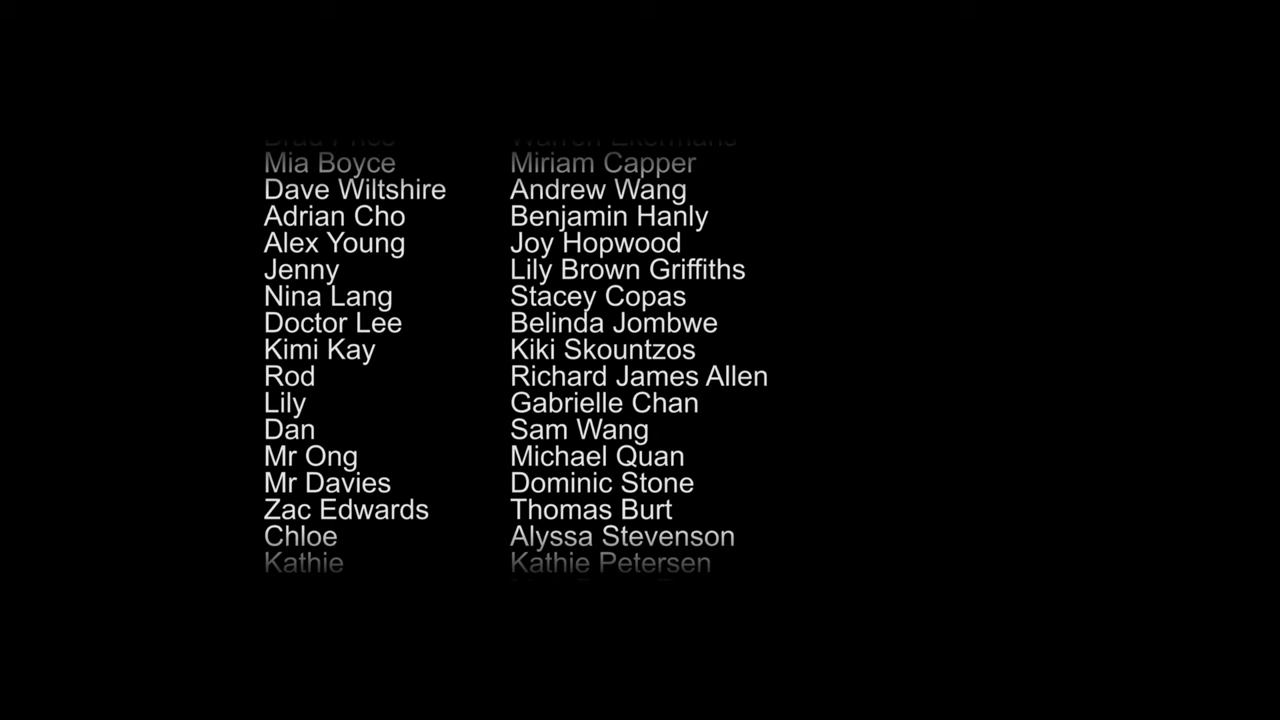 Mia Boyce Miriam Capper
Dave Wiltshire Andrew Wang
Adrian Cho Benjamin Hanly
Alex Young Joy Hopwood
Jenny Lily Brown Griffiths
Nina Lang Stacey Copas
Doctor Lee Belinda Jombwe
Kimi Kay Kiki Skountzos
Rod Richard James Allen
Lily Gabrielle Chan
Dan Sam Wang
Mr Ong Michael Quan
Mr Davies Dominic Stone
Zac Edwards Thomas Burt
Chloe Alyssa Stevenson
Kathie Kathie Petersen